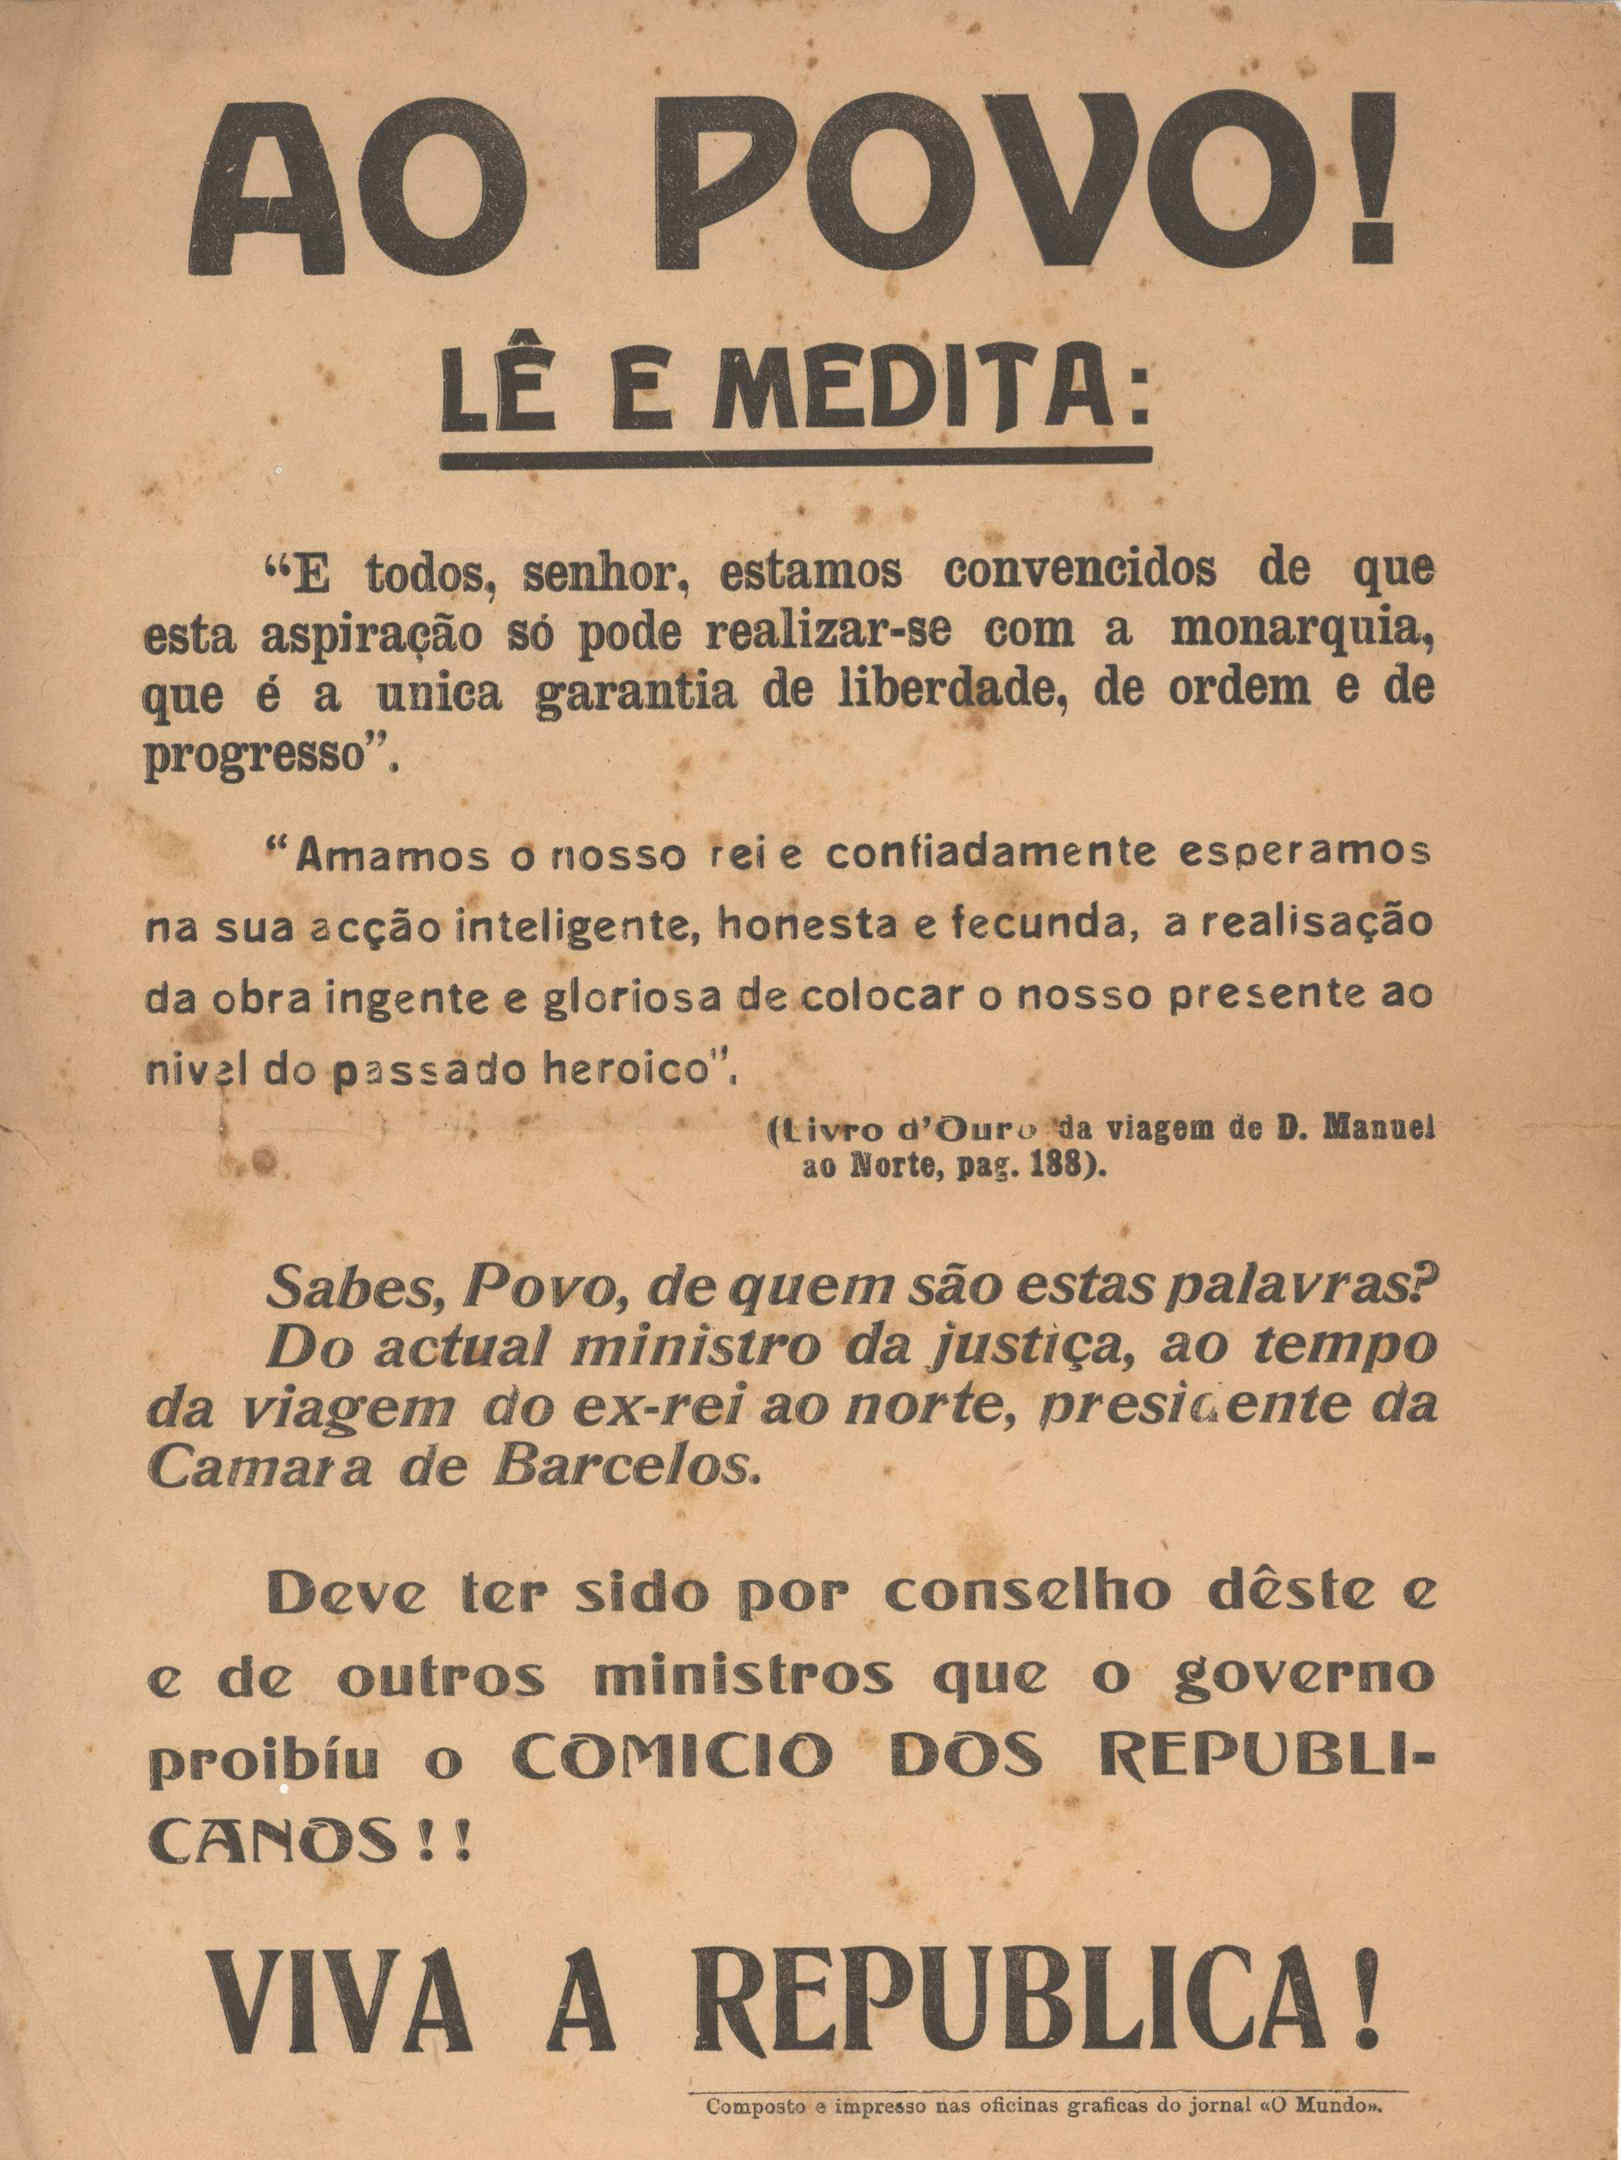 AO POVO!
LÊ E MEDITA:
“E todos, senhor, estamos convencidos de que
esta aspiração só pode realizar-se com a monarquia,
que é a unica garantia de liberdade, de ordem e de
progresso”.
“Amamos o nosso rei e confiadamente esperamos
na sua acção inteligente, honesta e fecunda, a realisação
da obra ingente e gloriosa de colocar o nosso presente ao
nivel do passado heroico”.
(Livro d’Ouro da viagem de D. Manuel
ao Norte, pag. 188).
Sabes, Povo, de quem são estas palavras?
Do actual ministro da justiça, ao tempo
da viagem do ex-rei ao norte, presidente da
Camara de Barcelos.
Deve ter sido por conselho dêste e
e de outros ministros que o governo
proibíu o COMICIO DOS REPUBLI-
CANOS!!
VIVA A REPUBLICA!
Composto e impresso nas oficinas graficas do jornal «O Mundo».